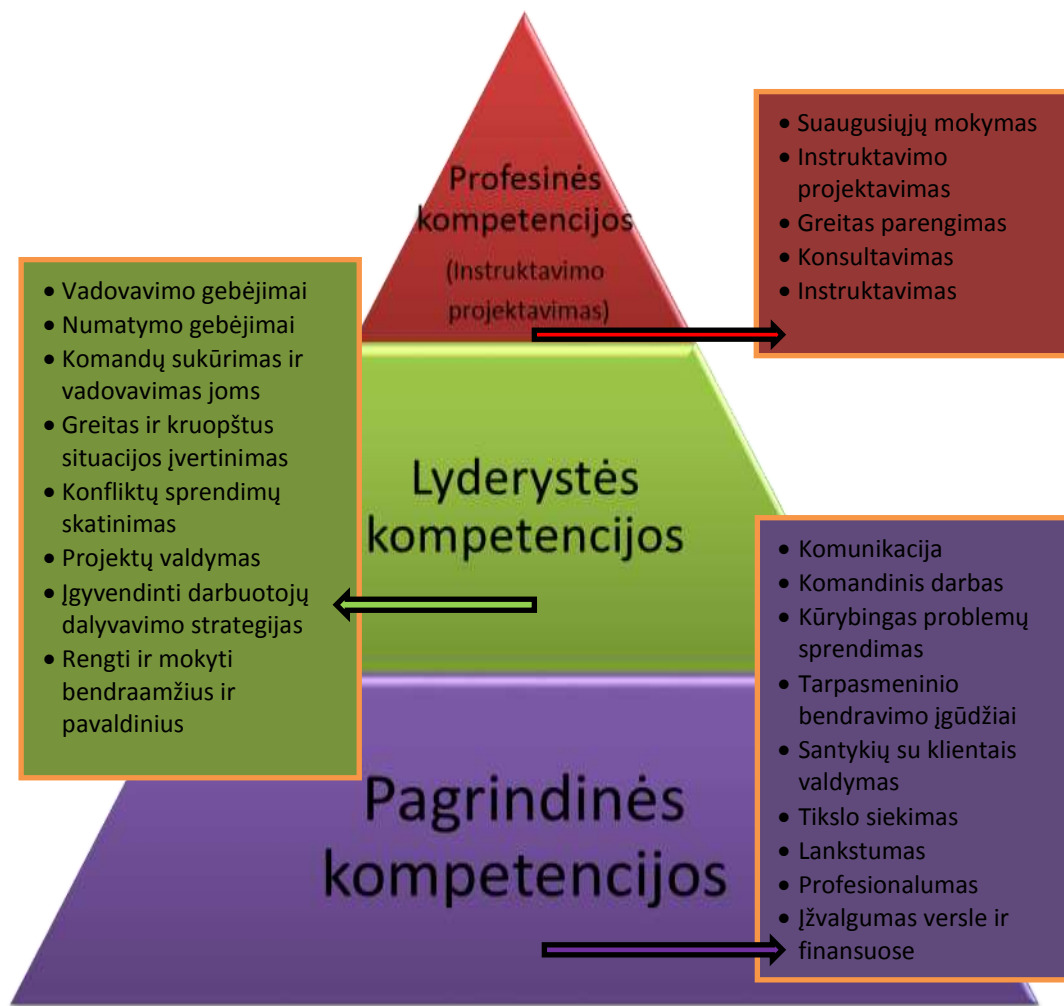 Profesinės
kompetencijos
(Instruktavimo
projektavimas)
• Suaugusiųjų mokymas
• Instruktavimo
projektavimas
• Greitas parengimas
• Konsultavimas
• Instruktavimas
• Vadovavimo gebėjimai
• Numatymo gebėjimai
• Komandų sukūrimas ir
vadovavimas joms
• Greitas ir kruopštus
situacijos įvertinimas
• Konfliktų sprendimų
skatinimas
• Projektų valdymas
• Įgyvendinti darbuotojų
dalyvavimo strategijas
• Rengti ir mokyti
bendraamžius ir
pavaldinius
Lyderystės
kompetencijos
• Komunikacija
• Komandinis darbas
• Kūrybingas problemų
sprendimas
• Tarpasmeninio
bendravimo įgūdžiai
• Santykių su klientais
valdymas
• Tikslo siekimas
• Lankstumas
• Profesionalumas
• Įžvalgumas versle ir
finansuose
Pagrindinės
kompetencijos